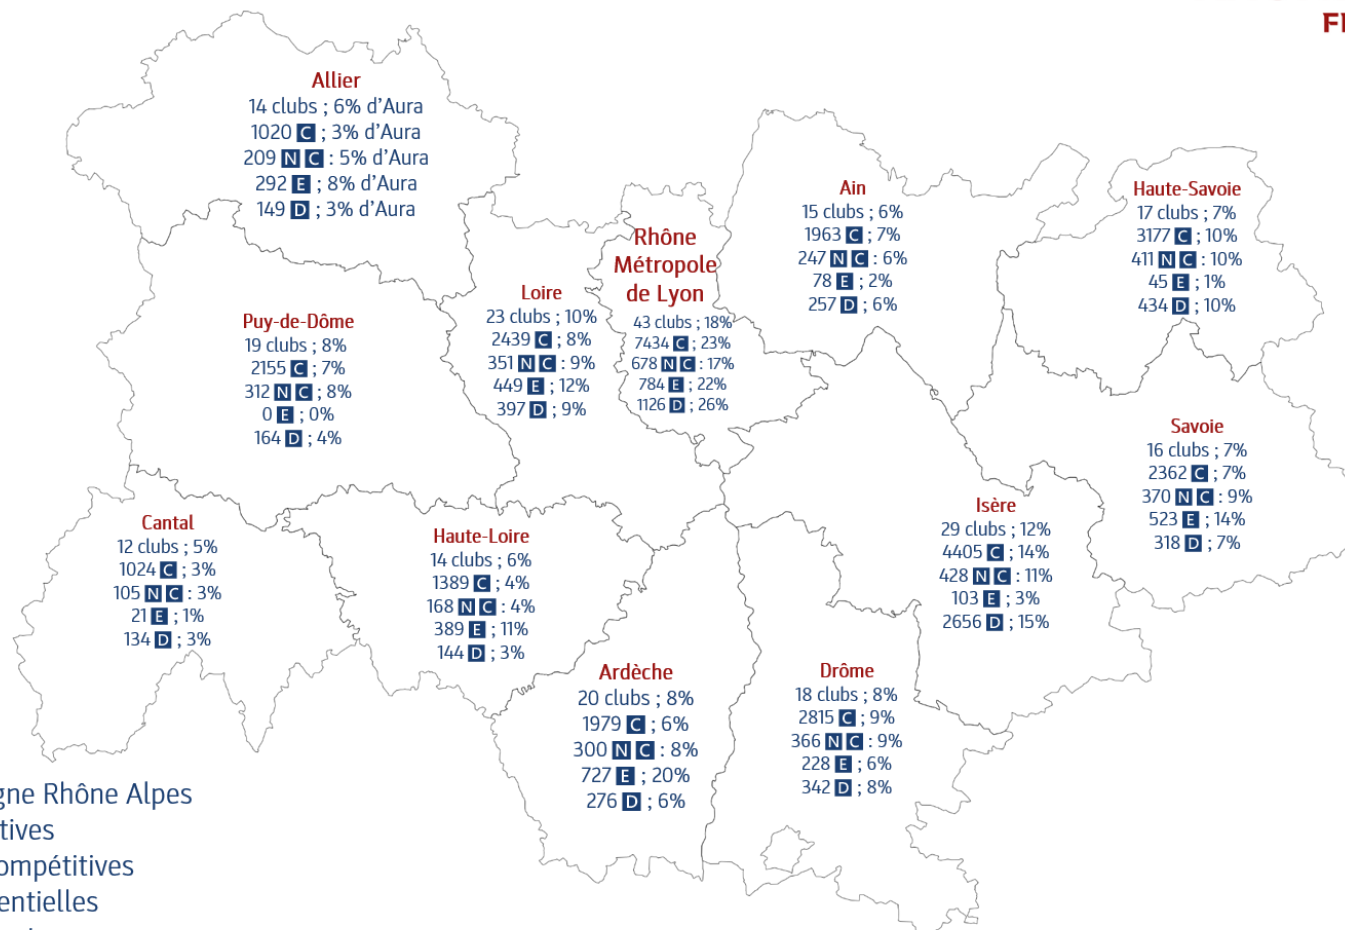 FI
Allier
14 clubs ; 6% d'Aura
1020 C ; 3% d'Aura
209 N C : 5% d'Aura
292 E ; 8% d'Aura
149 D ; 3% d'Aura
Ain
15 clubs ; 6%
1963 C ; 7%
247 N C : 6%
78 E ; 2%
257 D ; 6%
Haute-Savoie
17 clubs ; 7%
3177 C ; 10%
411 N C : 10%
45 E ; 1%
434 D ; 10%
Rhône
Métropole
de Lyon
43 clubs ; 18%
7434 C ; 23%
678 N C : 17%
784 E ; 22%
1126 D ; 26%
Loire
23 clubs ; 10%
2439 C ; 8%
351 N C : 9%
449 E ; 12%
397 D ; 9%
Puy-de-Dôme
19 clubs ; 8%
2155 C ; 7%
312 N C ; 8%
0 E ; 0%
164 D ; 4%
Savoie
16 clubs ; 7%
2362 C ; 7%
370 N C : 9%
523 E ; 14%
318 D ; 7%
Isère
29 clubs ; 12%
4405 C ; 14%
428 N C : 11%
103 E ; 3%
2656 D ; 15%
Cantal
12 clubs ; 5%
1024 C ; 3%
105 N C : 3%
21 E ; 1%
134 D ; 3%
Haute-Loire
14 clubs ; 6%
1389 C ; 4%
168 N C : 4%
389 E ; 11%
144 D ; 3%
Ardèche
20 clubs ; 8%
1979 C ; 6%
300 N C : 8%
727 E ; 20%
276 D ; 6%
Drôme
18 clubs ; 8%
2815 C ; 9%
366 N C : 9%
228 E ; 6%
342 D ; 8%
gne Rhône Alpes
tives
ompétitives
entielles